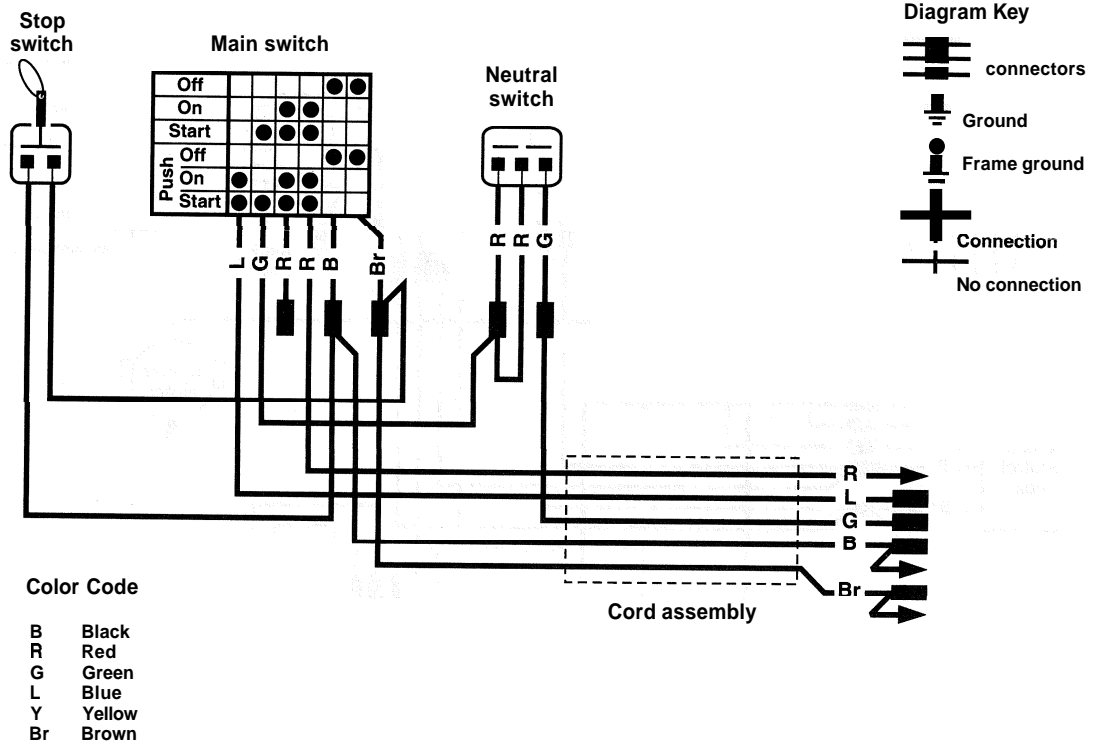 Stop
switch
Main switch
Neutral
switch
Diagram Key
connectors
Ground
Frame ground
Connection
No connection
Off
On
Start
Push
Off
On
Start
L G R R B Br
R R G
R
L
G
B
Br
Cord assembly
Color Code
B Black
R Red
G Green
L Blue
Y Yellow
Br Brown